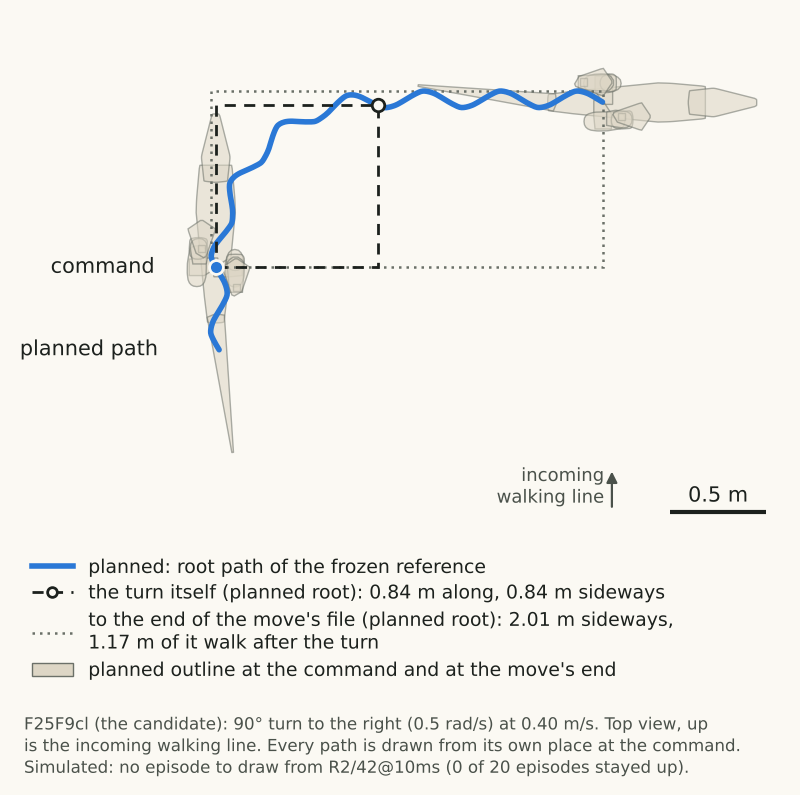 command
planned path
incoming
walking line
0.5 m
planned: root path of the frozen reference
the turn itself (planned root): 0.84 m along, 0.84 m sideways
to the end of the move's file (planned root): 2.01 m sideways,
1.17 m of it walk after the turn
planned outline at the command and at the move's end
F25F9cl (the candidate): 90° turn to the right (0.5 rad/s) at 0.40 m/s. Top view, up
is the incoming walking line. Every path is drawn from its own place at the command.
Simulated: no episode to draw from R2/42@10ms (0 of 20 episodes stayed up).